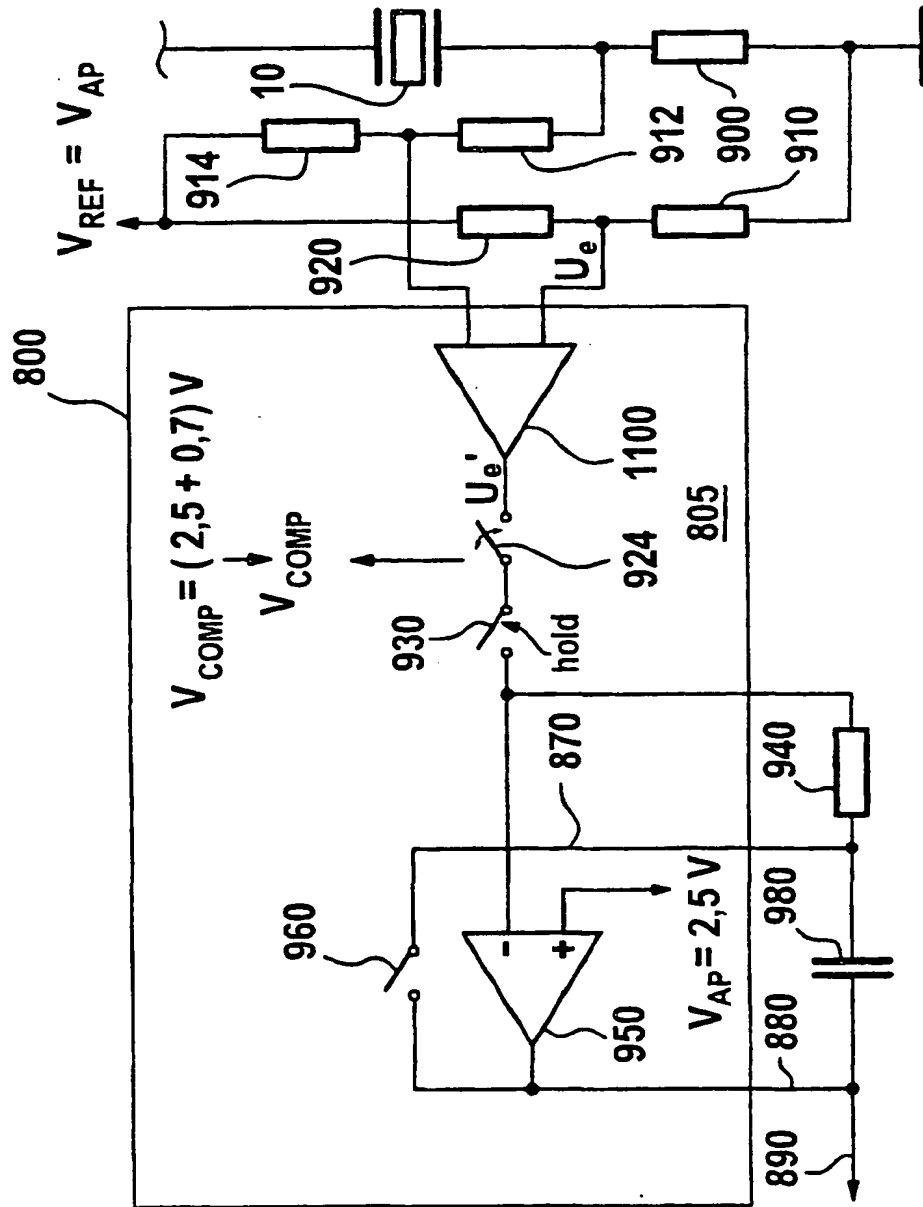 800
V_COMP = (2,5 + 0,7) V
V_COMP
V_REF = V_AP
914
10
920
912
900
910
U_e
1100
U_e'
924
930
hold
805
870
960
950
V_AP = 2,5 V
940
980
880
890
-
+